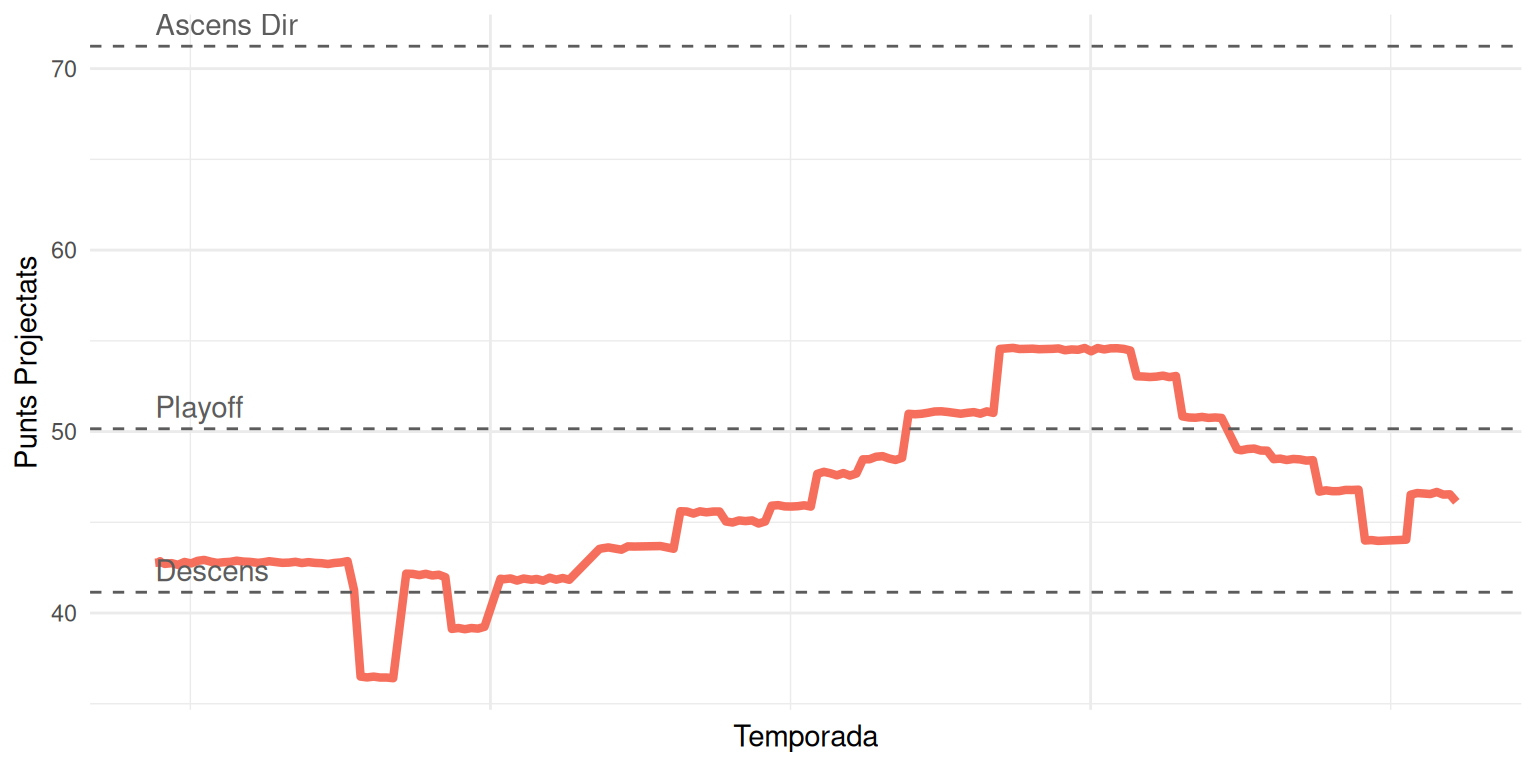 Ascens Dir
70
60
Playoff
50
Descens
40
Punts Projectats
Temporada